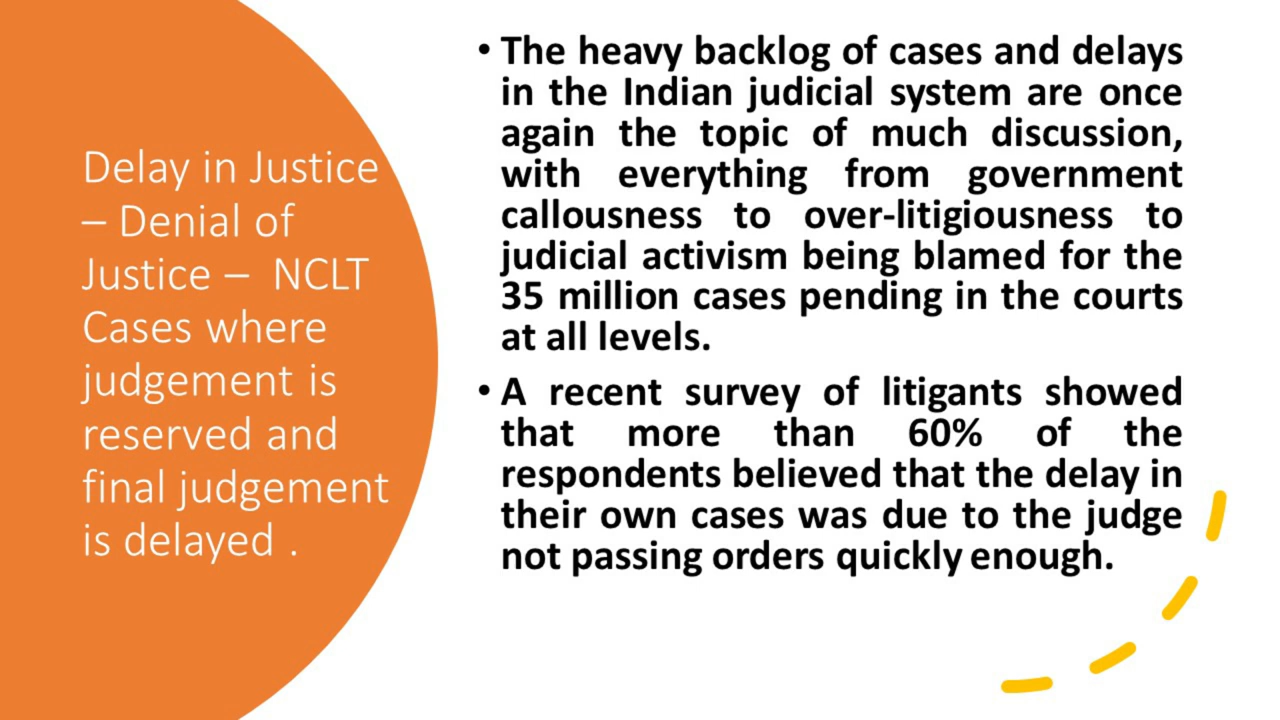 Delay in Justice
– Denial of
Justice – NCLT
Cases where
judgement is
reserved and
final judgement
is delayed .
• The heavy backlog of cases and delays
in the Indian judicial system are once
again the topic of much discussion,
with everything from government
callousness to over-litigiousness to
judicial activism being blamed for the
35 million cases pending in the courts
at all levels.
• A recent survey of litigants showed
that more than 60% of the
respondents believed that the delay in
their own cases was due to the judge
not passing orders quickly enough.